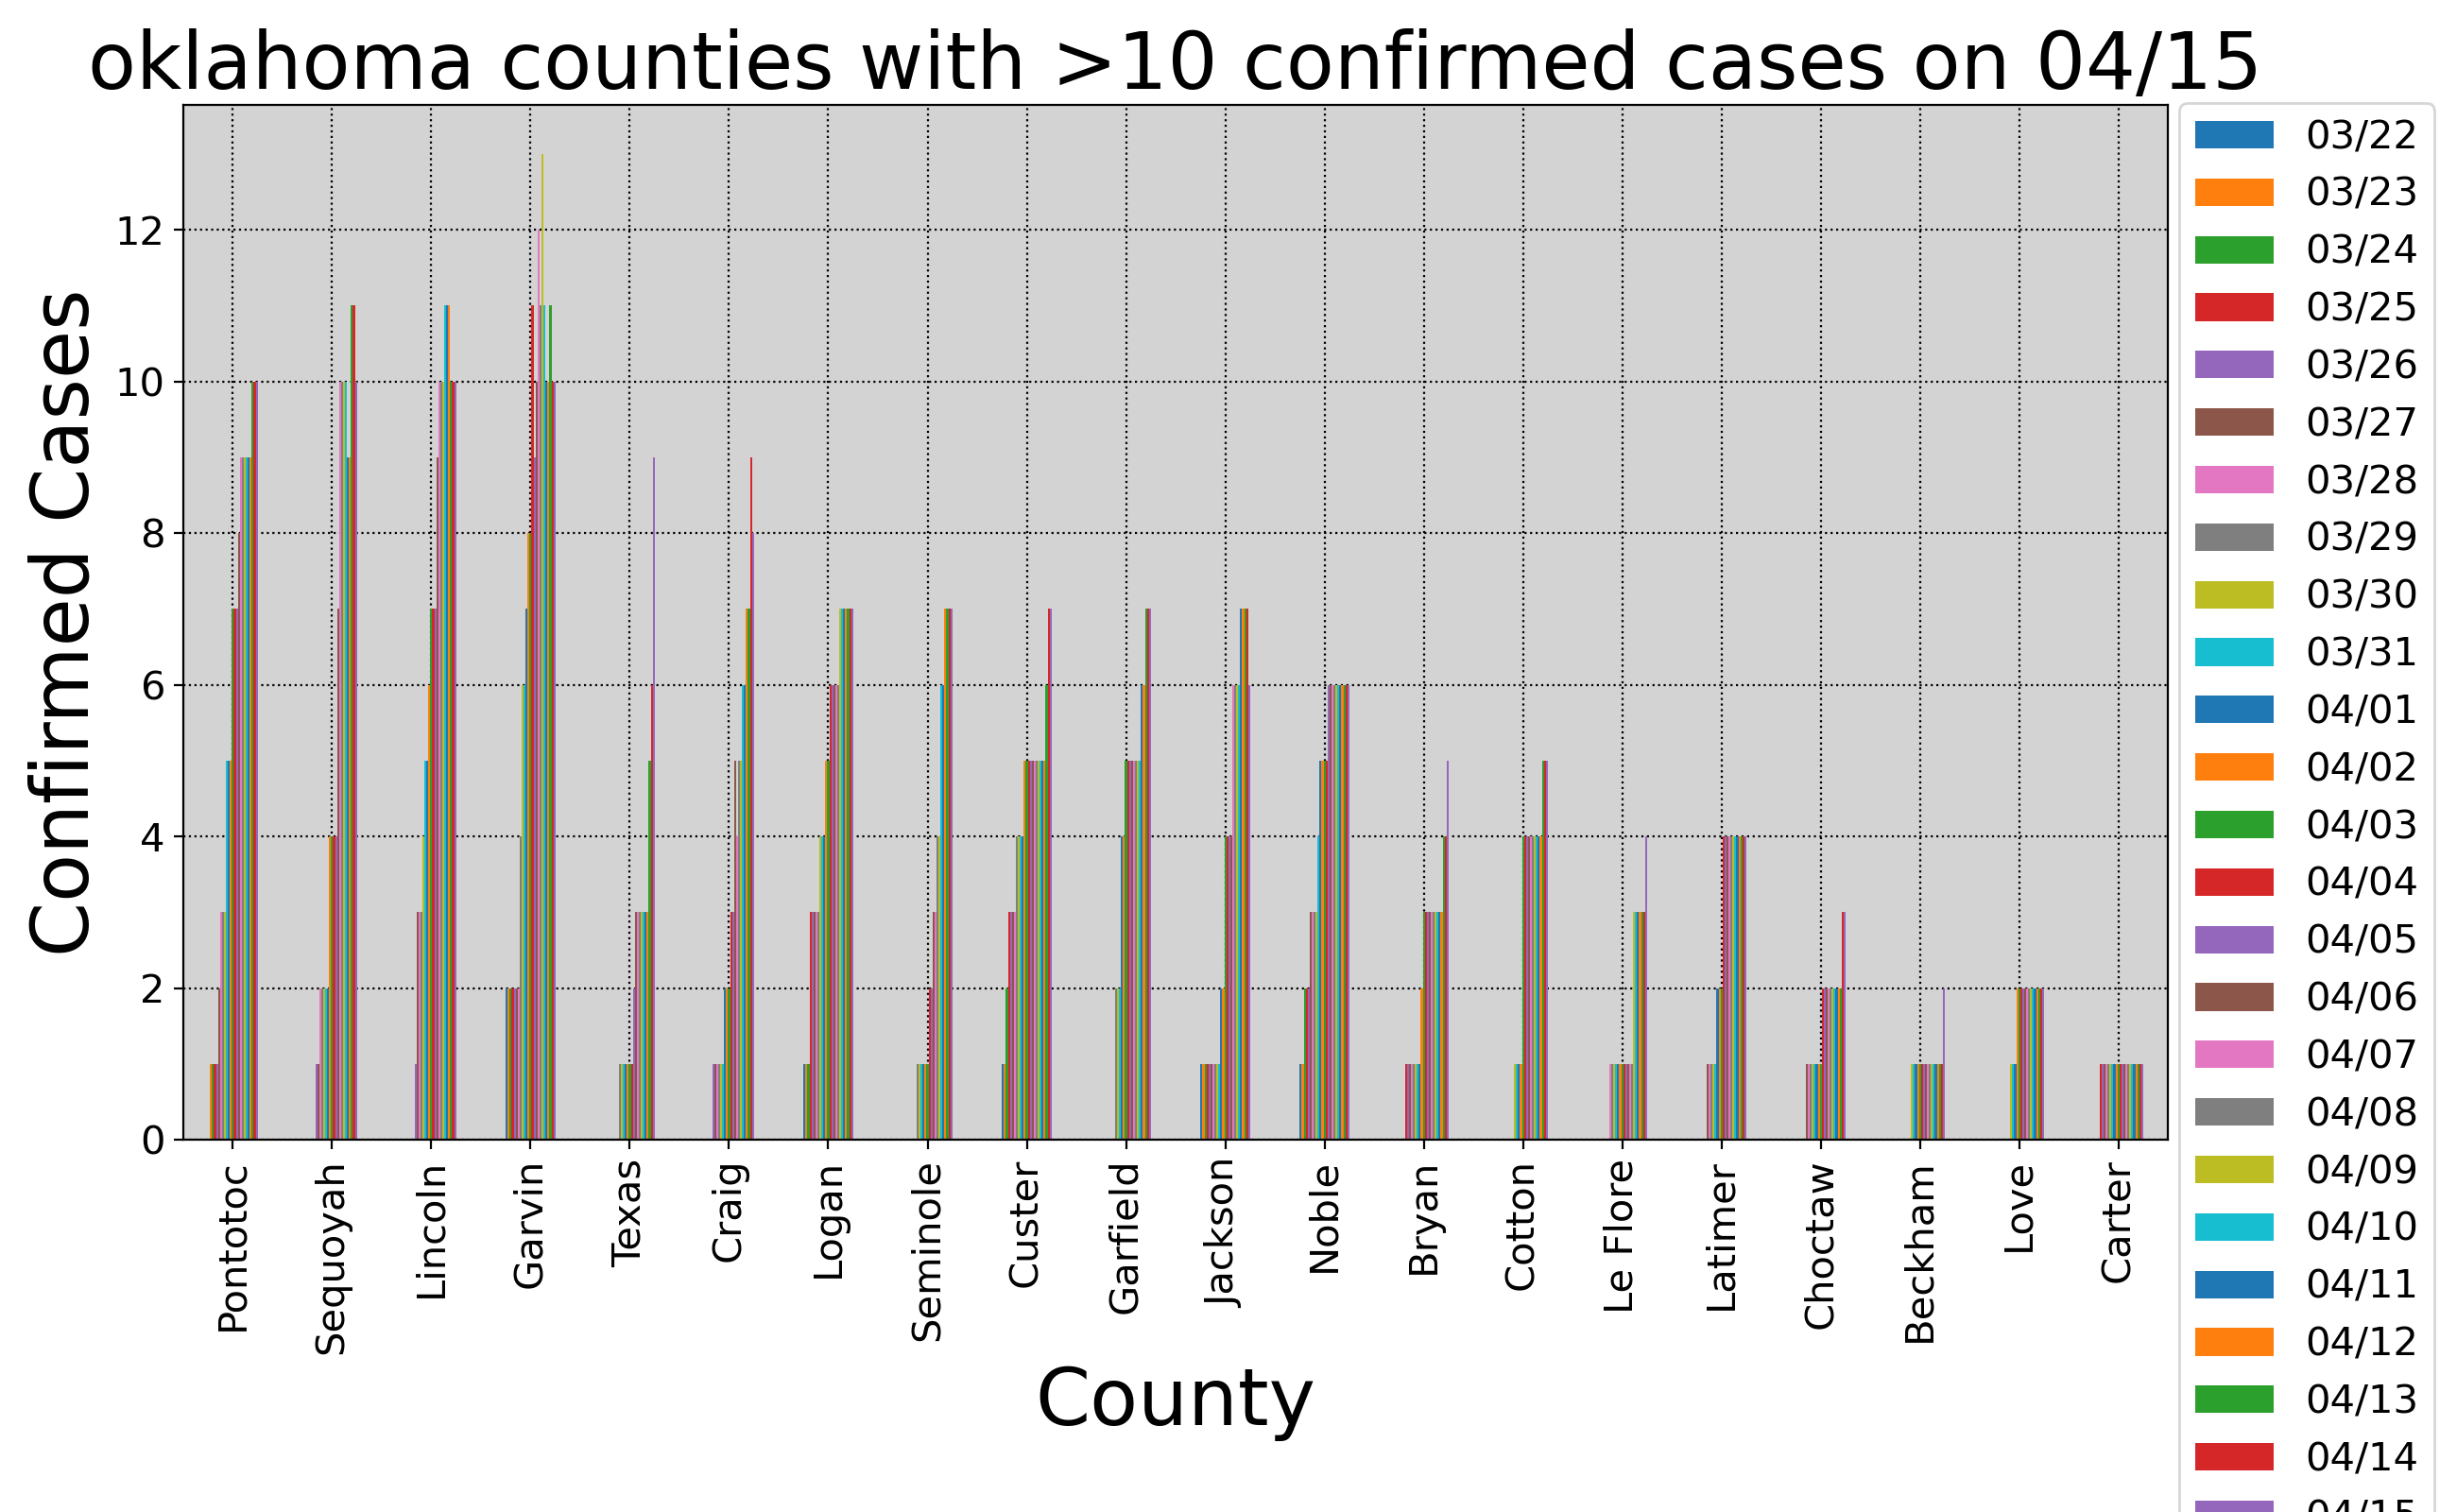 oklahoma counties with >10 confirmed cases on 04/15
Confirmed Cases
12
10
8
6
4
2
0
Pontotoc
Sequoyah
Lincoln
Garvin
Texas
Craig
Logan
Seminole
Custer
Garfield
Jackson
Noble
Bryan
Cotton
Le Flore
Latimer
Choctaw
Beckham
Love
Carter
County
03/22
03/23
03/24
03/25
03/26
03/27
03/28
03/29
03/30
03/31
04/01
04/02
04/03
04/04
04/05
04/06
04/07
04/08
04/09
04/10
04/11
04/12
04/13
04/14
04/15